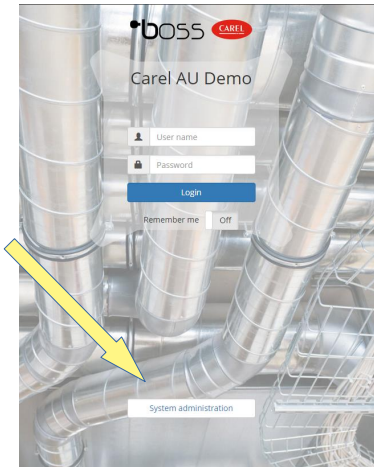 boss CAREL
Carel AU Demo
User name
Password
Login
Remember me Off
System administration